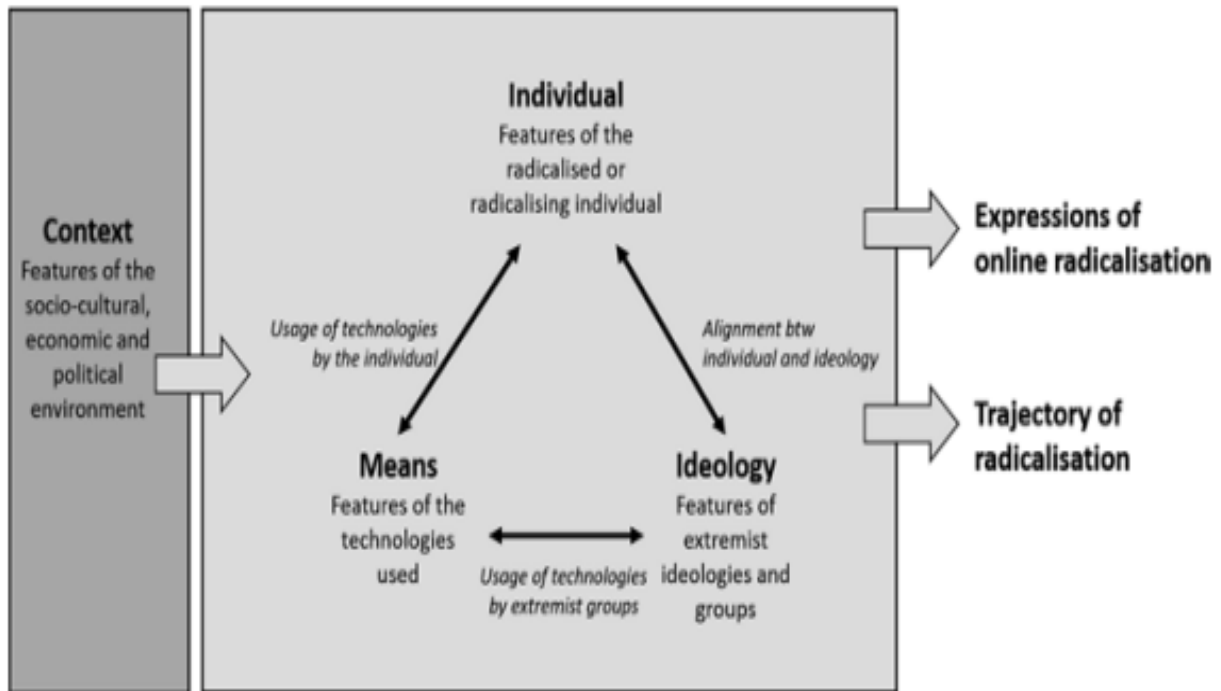 Context
Features of the
socio-cultural,
economic and
political
environment
Individual
Features of the
radicalised or
radicalising individual
Usage of technologies
by the individual
Alignment btw
individual and ideology
Means
Features of the
technologies
used
Usage of technologies
by extremist groups
Ideology
Features of
extremist
ideologies and
groups
Expressions of
online radicalisation
Trajectory of
radicalisation